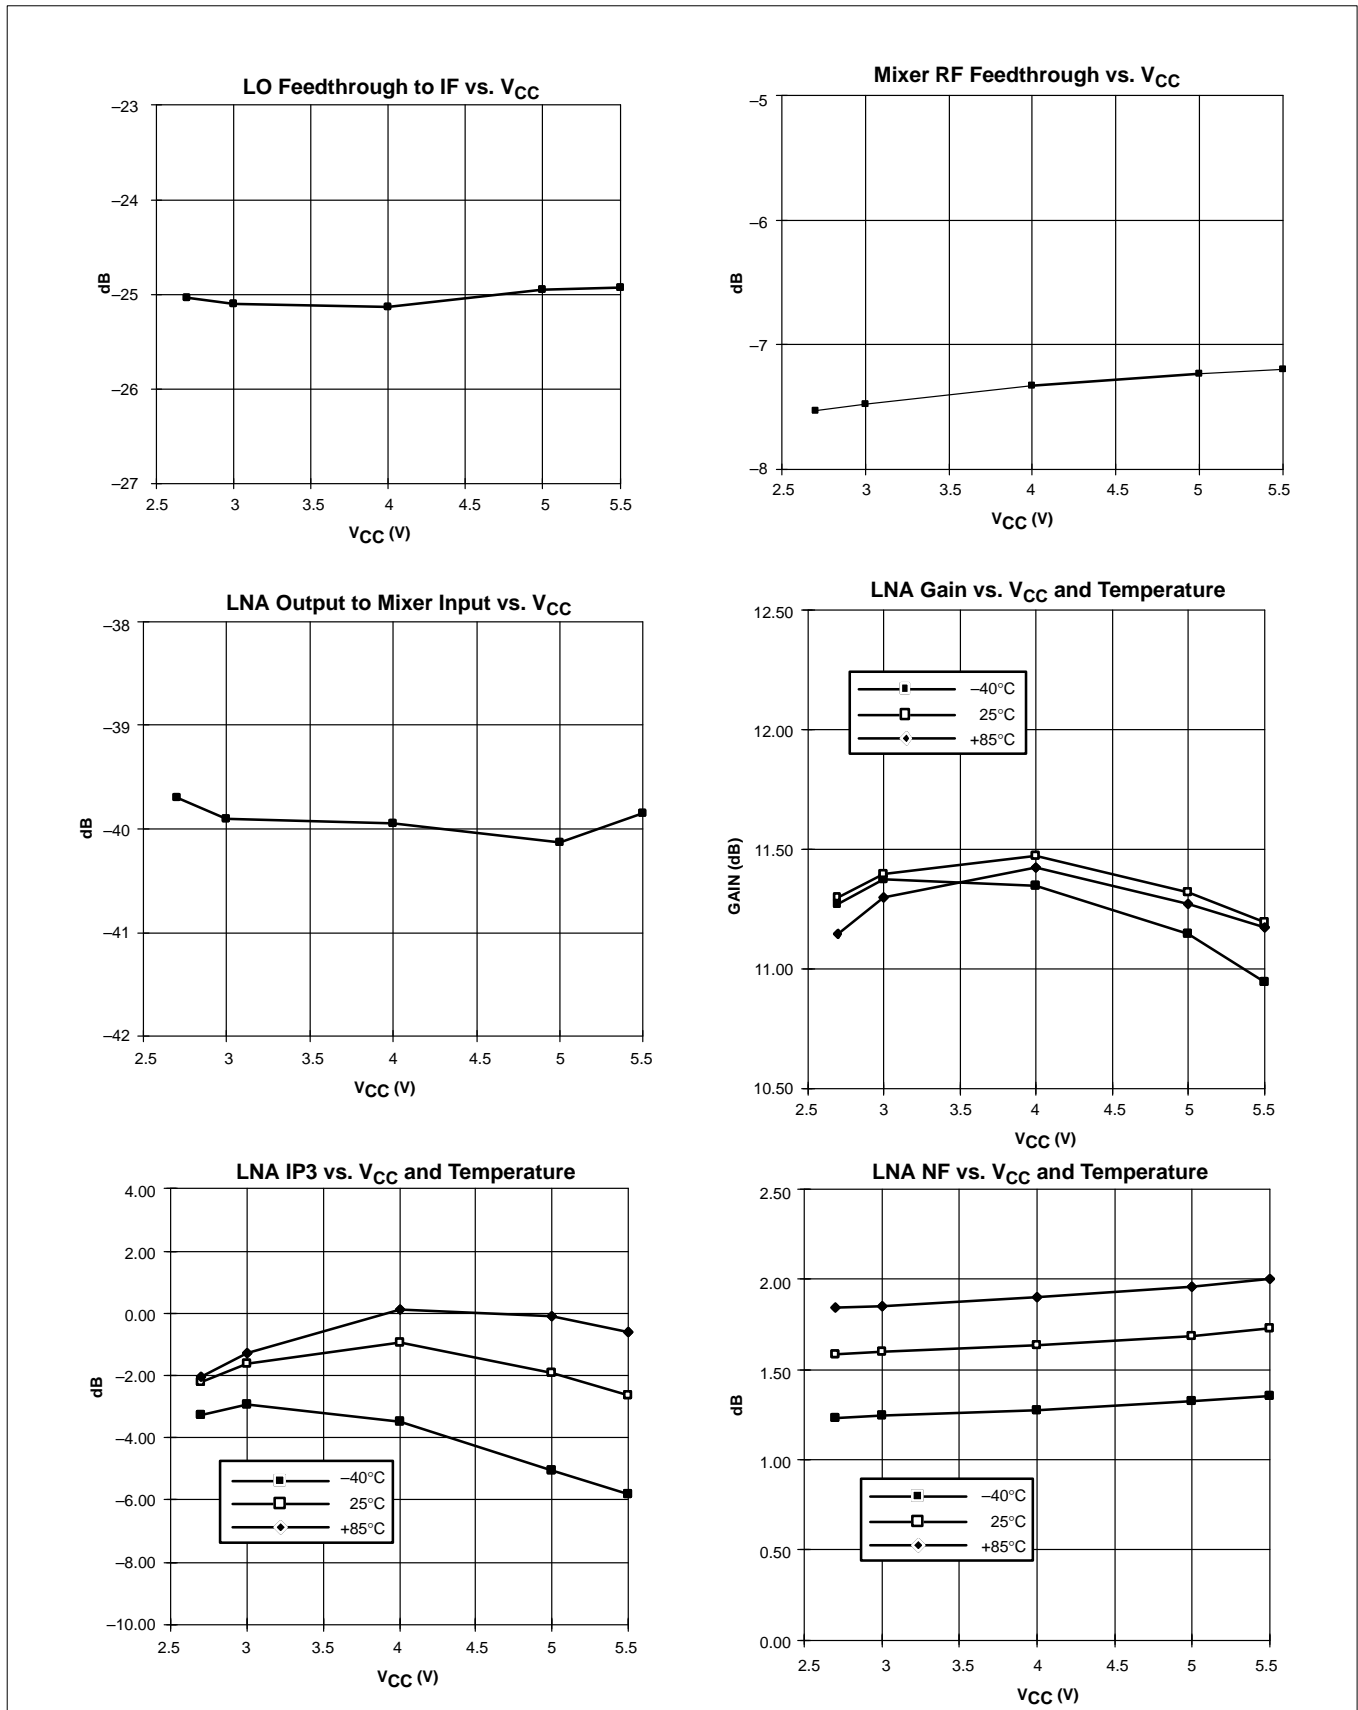 LO Feedthrough to IF vs. VCC
–23
–24
–25
–26
–27
dB
2.5 3 3.5 4 4.5 5 5.5
VCC (V)
Mixer RF Feedthrough vs. VCC
–5
–6
–7
–8
dB
2.5 3 3.5 4 4.5 5 5.5
VCC (V)
LNA Output to Mixer Input vs. VCC
–38
–39
–40
–41
–42
dB
2.5 3 3.5 4 4.5 5 5.5
VCC (V)
LNA Gain vs. VCC and Temperature
12.50
12.00
11.50
11.00
10.50
GAIN (dB)
–40°C
25°C
+85°C
2.5 3 3.5 4 4.5 5 5.5
VCC (V)
LNA IP3 vs. VCC and Temperature
4.00
2.00
0.00
–2.00
–4.00
–6.00
–8.00
–10.00
dB
–40°C
25°C
+85°C
2.5 3 3.5 4 4.5 5 5.5
VCC (V)
LNA NF vs. VCC and Temperature
2.50
2.00
1.50
1.00
0.50
0.00
dB
–40°C
25°C
+85°C
2.5 3 3.5 4 4.5 5 5.5
VCC (V)